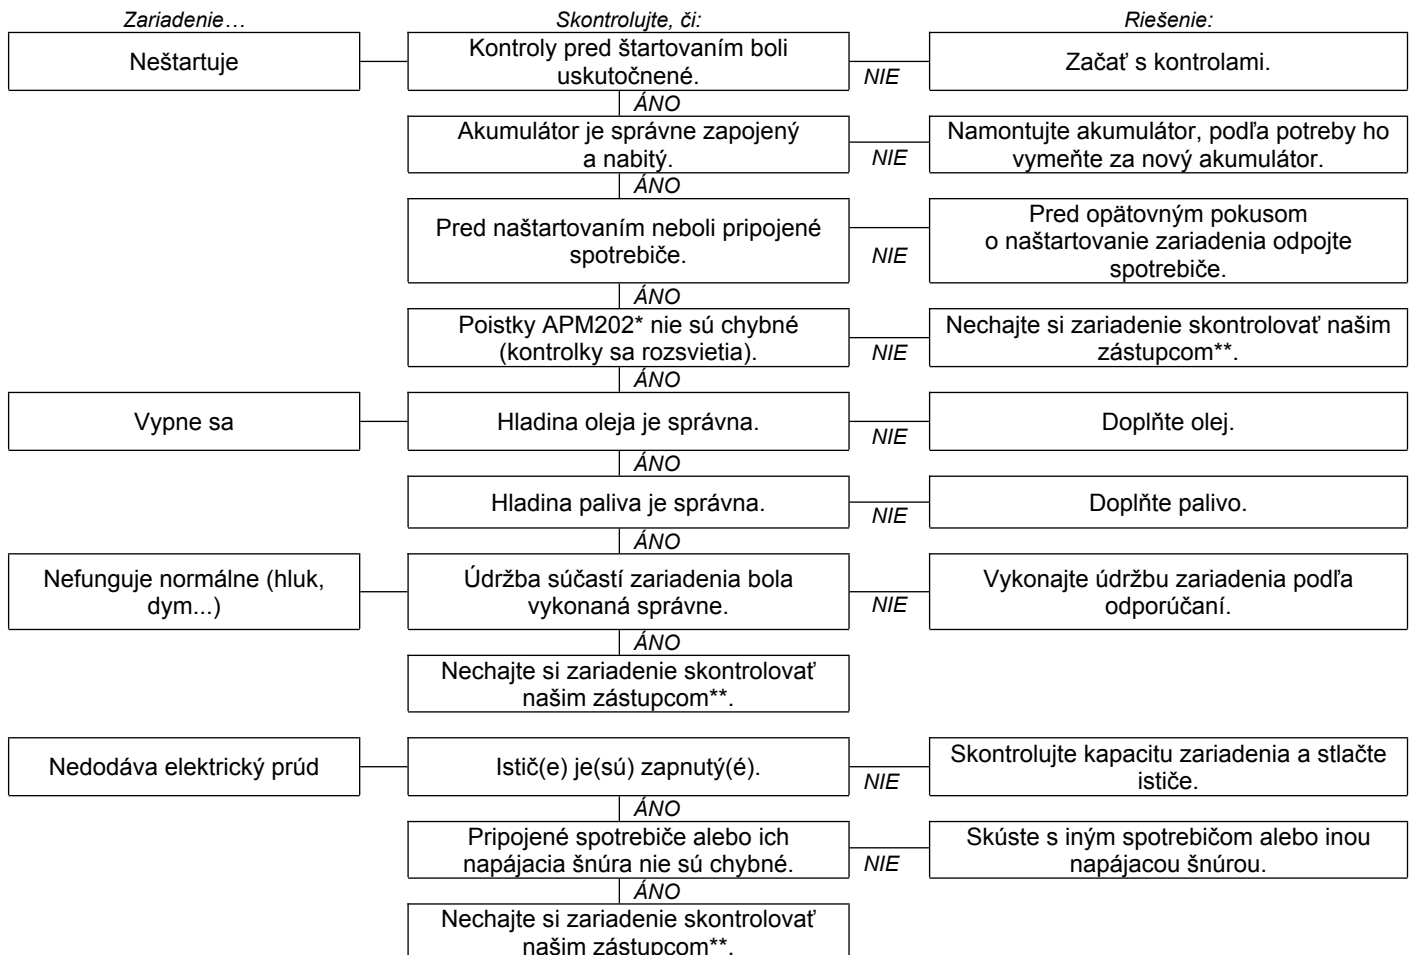 Zariadenie…
Skontrolujte, či:
Riešenie:
Neštartuje
Kontroly pred štartovaním boli
uskutočnené.
NIE
Začať s kontrolami.
ÁNO
Akumulátor je správne zapojený
a nabitý.
NIE
Namontujte akumulátor, podľa potreby ho
vymeňte za nový akumulátor.
ÁNO
Pred naštartovaním neboli pripojené
spotrebiče.
NIE
Pred opätovným pokusom
o naštartovanie zariadenia odpojte
spotrebiče.
ÁNO
Poistky APM202* nie sú chybné
(kontrolky sa rozsvietia).
NIE
Nechajte si zariadenie skontrolovať našim
zástupcom**.
ÁNO
Vypne sa
Hladina oleja je správna.
NIE
Doplňte olej.
ÁNO
Hladina paliva je správna.
NIE
Doplňte palivo.
ÁNO
Nefunguje normálne (hluk,
dym...)
Údržba súčastí zariadenia bola
vykonaná správne.
NIE
Vykonajte údržbu zariadenia podľa
odporúčaní.
ÁNO
Nechajte si zariadenie skontrolovať
našim zástupcom**.
Nedodáva elektrický prúd
Istič(e) je(sú) zapnutý(é).
NIE
Skontrolujte kapacitu zariadenia a stlačte
ističe.
ÁNO
Pripojené spotrebiče alebo ich
napájacia šnúra nie sú chybné.
NIE
Skúste s iným spotrebičom alebo inou
napájacou šnúrou.
ÁNO
Nechajte si zariadenie skontrolovať
našim zástupcom**.